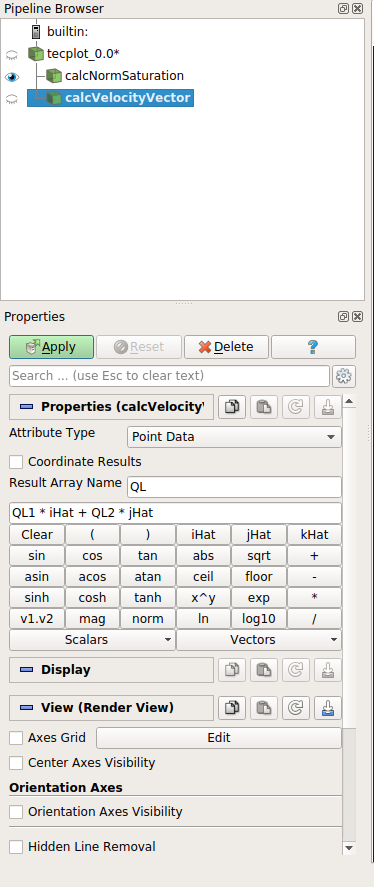 Pipeline Browser
builtin:
tecplot_0.0*
calcNormSaturation
calcVelocityVector
Properties
Apply Reset Delete ?
Search ... (use Esc to clear text)
Properties (calcVelocity
Attribute Type Point Data
Coordinate Results
Result Array Name QL
QL1 * iHat + QL2 * jHat
Clear ( ) iHat jHat kHat
sin cos tan abs sqrt +
asin acos atan ceil floor -
sinh cosh tanh x^y exp *
v1.v2 mag norm ln log10 /
Scalars Vectors
Display
View (Render View)
Axes Grid Edit
Center Axes Visibility
Orientation Axes
Orientation Axes Visibility
Hidden Line Removal